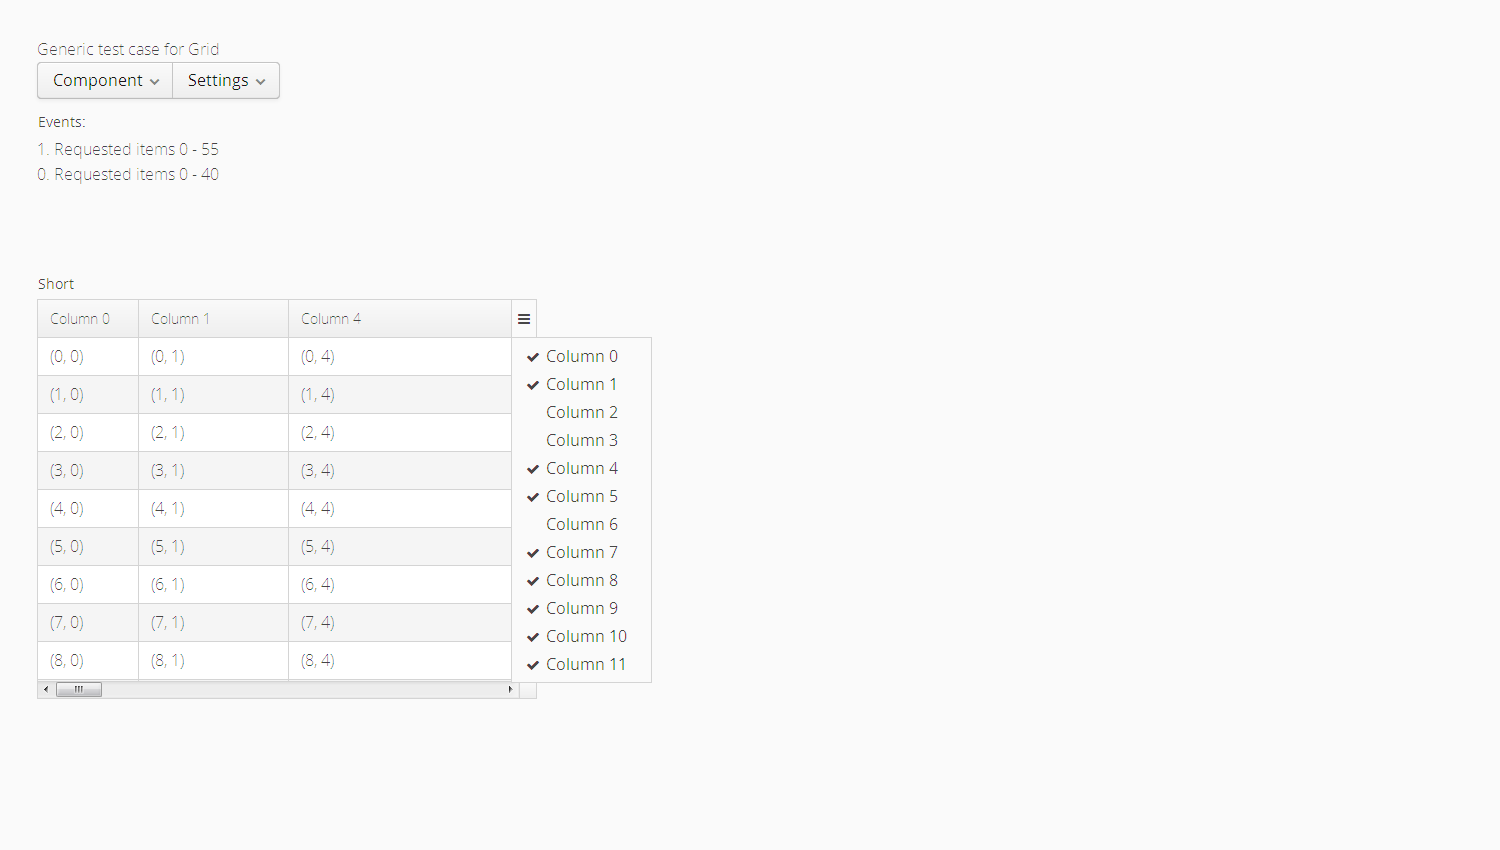 Generic test case for Grid
Component Settings
Events:
1. Requested items 0 - 55
0. Requested items 0 - 40
Short
Column 0 Column 1 Column 4
(0, 0) (0, 1) (0, 4)
(1, 0) (1, 1) (1, 4)
(2, 0) (2, 1) (2, 4)
(3, 0) (3, 1) (3, 4)
(4, 0) (4, 1) (4, 4)
(5, 0) (5, 1) (5, 4)
(6, 0) (6, 1) (6, 4)
(7, 0) (7, 1) (7, 4)
(8, 0) (8, 1) (8, 4)
Column 0
Column 1
Column 2
Column 3
Column 4
Column 5
Column 6
Column 7
Column 8
Column 9
Column 10
Column 11